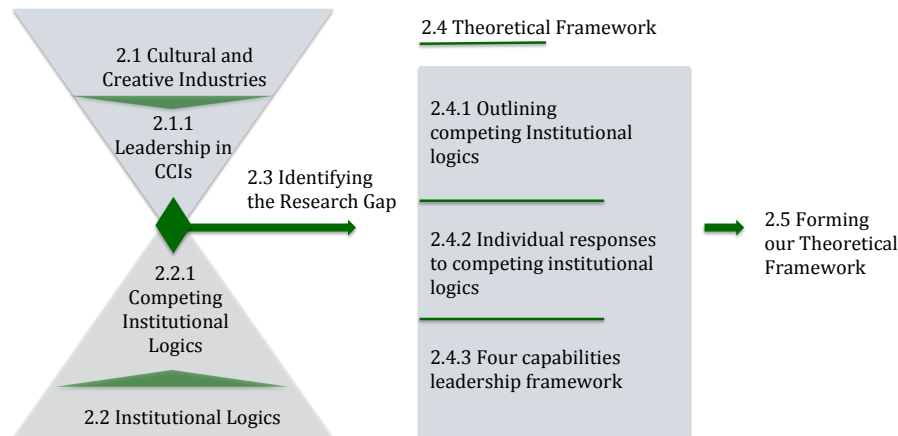 2.1 Cultural and
Creative Industries
2.1.1
Leadership in
CCIs
2.3 Identifying
the Research Gap
2.2.1
Competing
Institutional
Logics
2.2 Institutional Logics
2.4 Theoretical Framework
2.4.1 Outlining
competing Institutional
logics
2.4.2 Individual responses
to competing institutional
logics
2.4.3 Four capabilities
leadership framework
2.5 Forming
our Theoretical
Framework